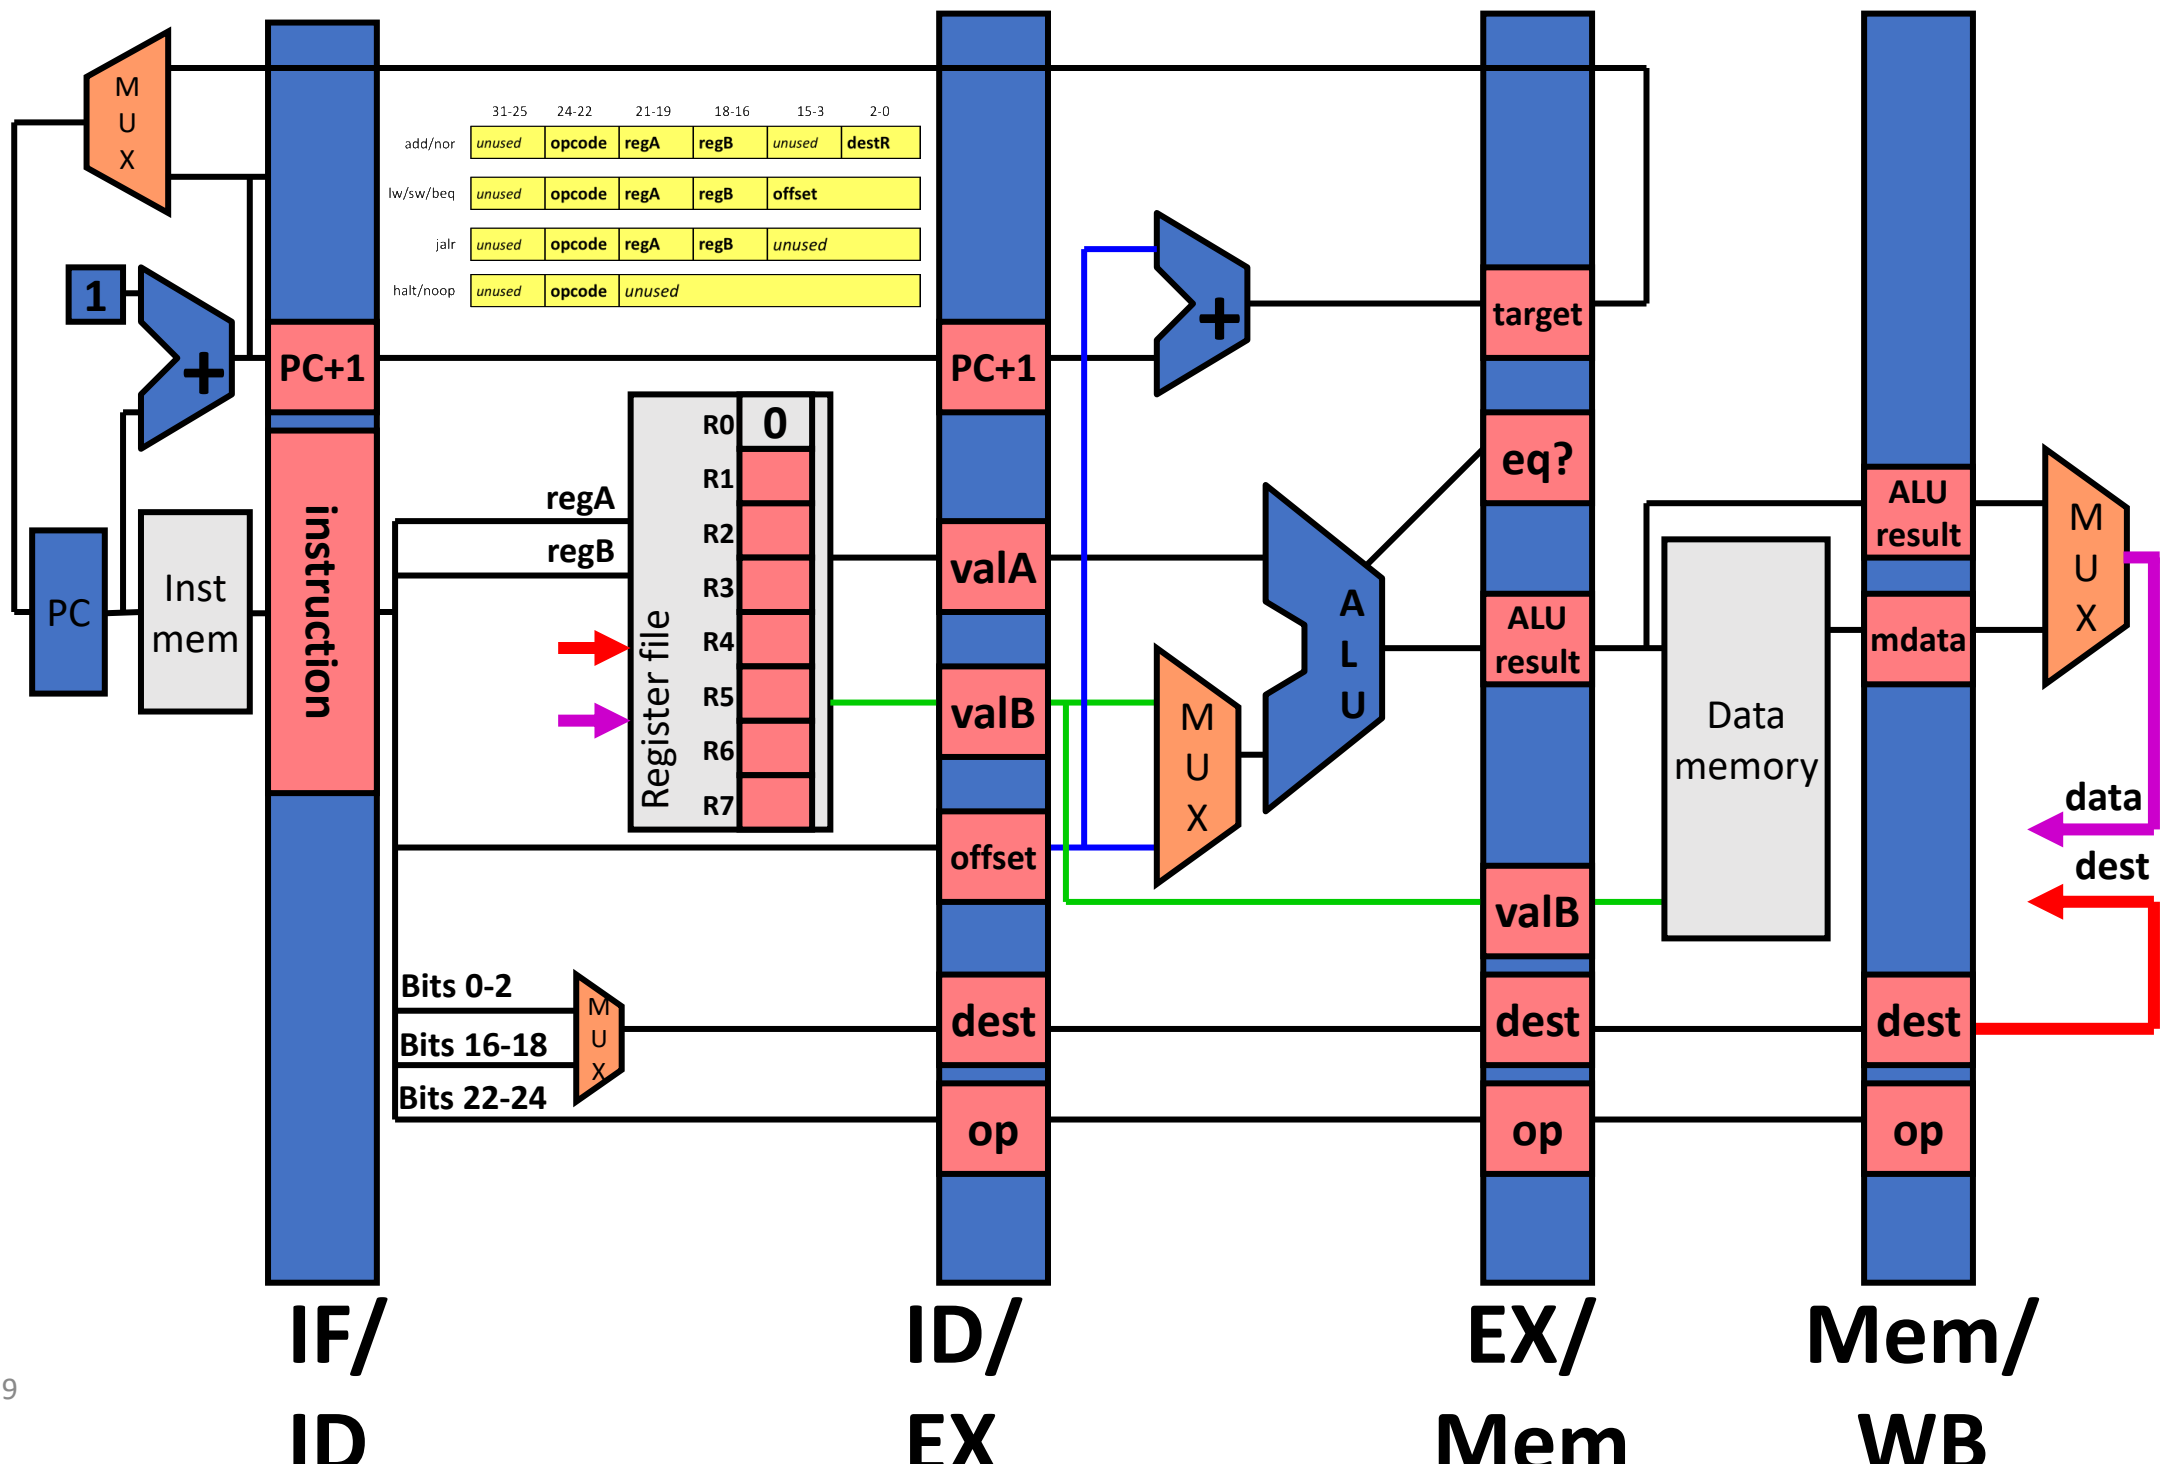 M
U
X
31-25 24-22 21-19 18-16 15-3 2-0
add/nor unused opcode regA regB unused destR
lw/sw/beq unused opcode regA regB offset
jalr unused opcode regA regB unused
halt/noop unused opcode unused
1
+
+
target
PC+1
PC+1
R0 0
eq?
R1
regA
R2
regB
R3
R4
R5
R6
R7
Register file
instruction
PC
Inst
mem
valA
valB
offset
M
U
X
A
L
U
ALU
result
valB
Data
memory
ALU
result
mdata
M
U
X
data
dest
Bits 0-2
Bits 16-18
Bits 22-24
M
U
X
dest
dest
dest
op
op
op
IF/
ID
ID/
EX
EX/
Mem
Mem/
WB
9